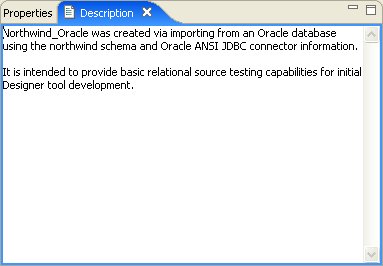 Properties Description
Northwind_Oracle was created via importing from an Oracle database
using the northwind schema and Oracle ANSI JDBC connector information.
It is intended to provide basic relational source testing capabilities for initial
Designer tool development.